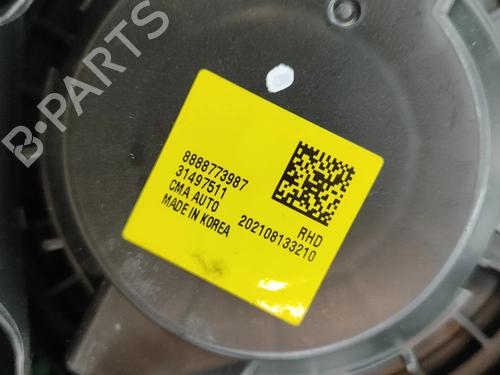 8888773987
31497511
CMA AUTO
MADE IN KOREA
RHD
202108133210
B-PARTS